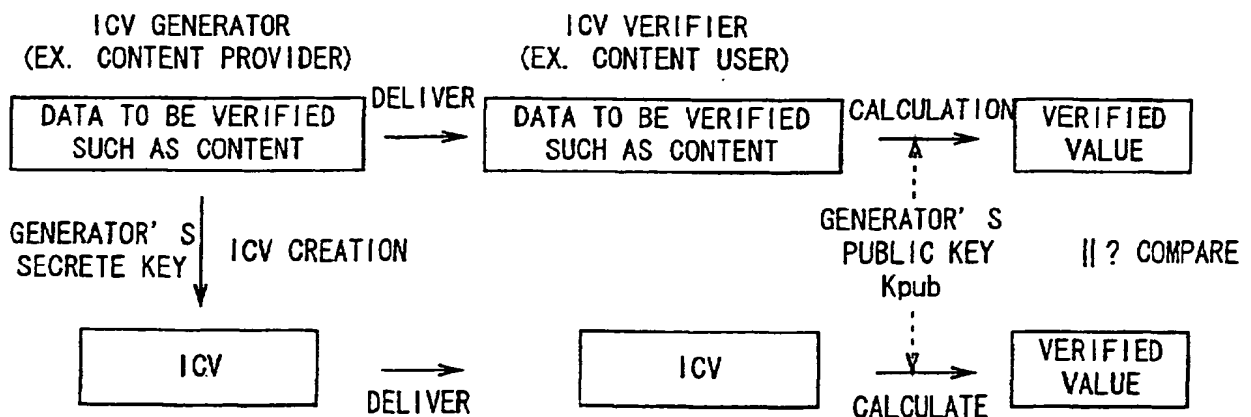 ICV GENERATOR
(EX. CONTENT PROVIDER)
ICV VERIFIER
(EX. CONTENT USER)
DATA TO BE VERIFIED
SUCH AS CONTENT
DELIVER
DATA TO BE VERIFIED
SUCH AS CONTENT
CALCULATION
VERIFIED
VALUE
GENERATOR' S
SECRETE KEY
ICV CREATION
GENERATOR' S
PUBLIC KEY
Kpub
|| ? COMPARE
ICV
DELIVER
ICV
CALCULATE
VERIFIED
VALUE